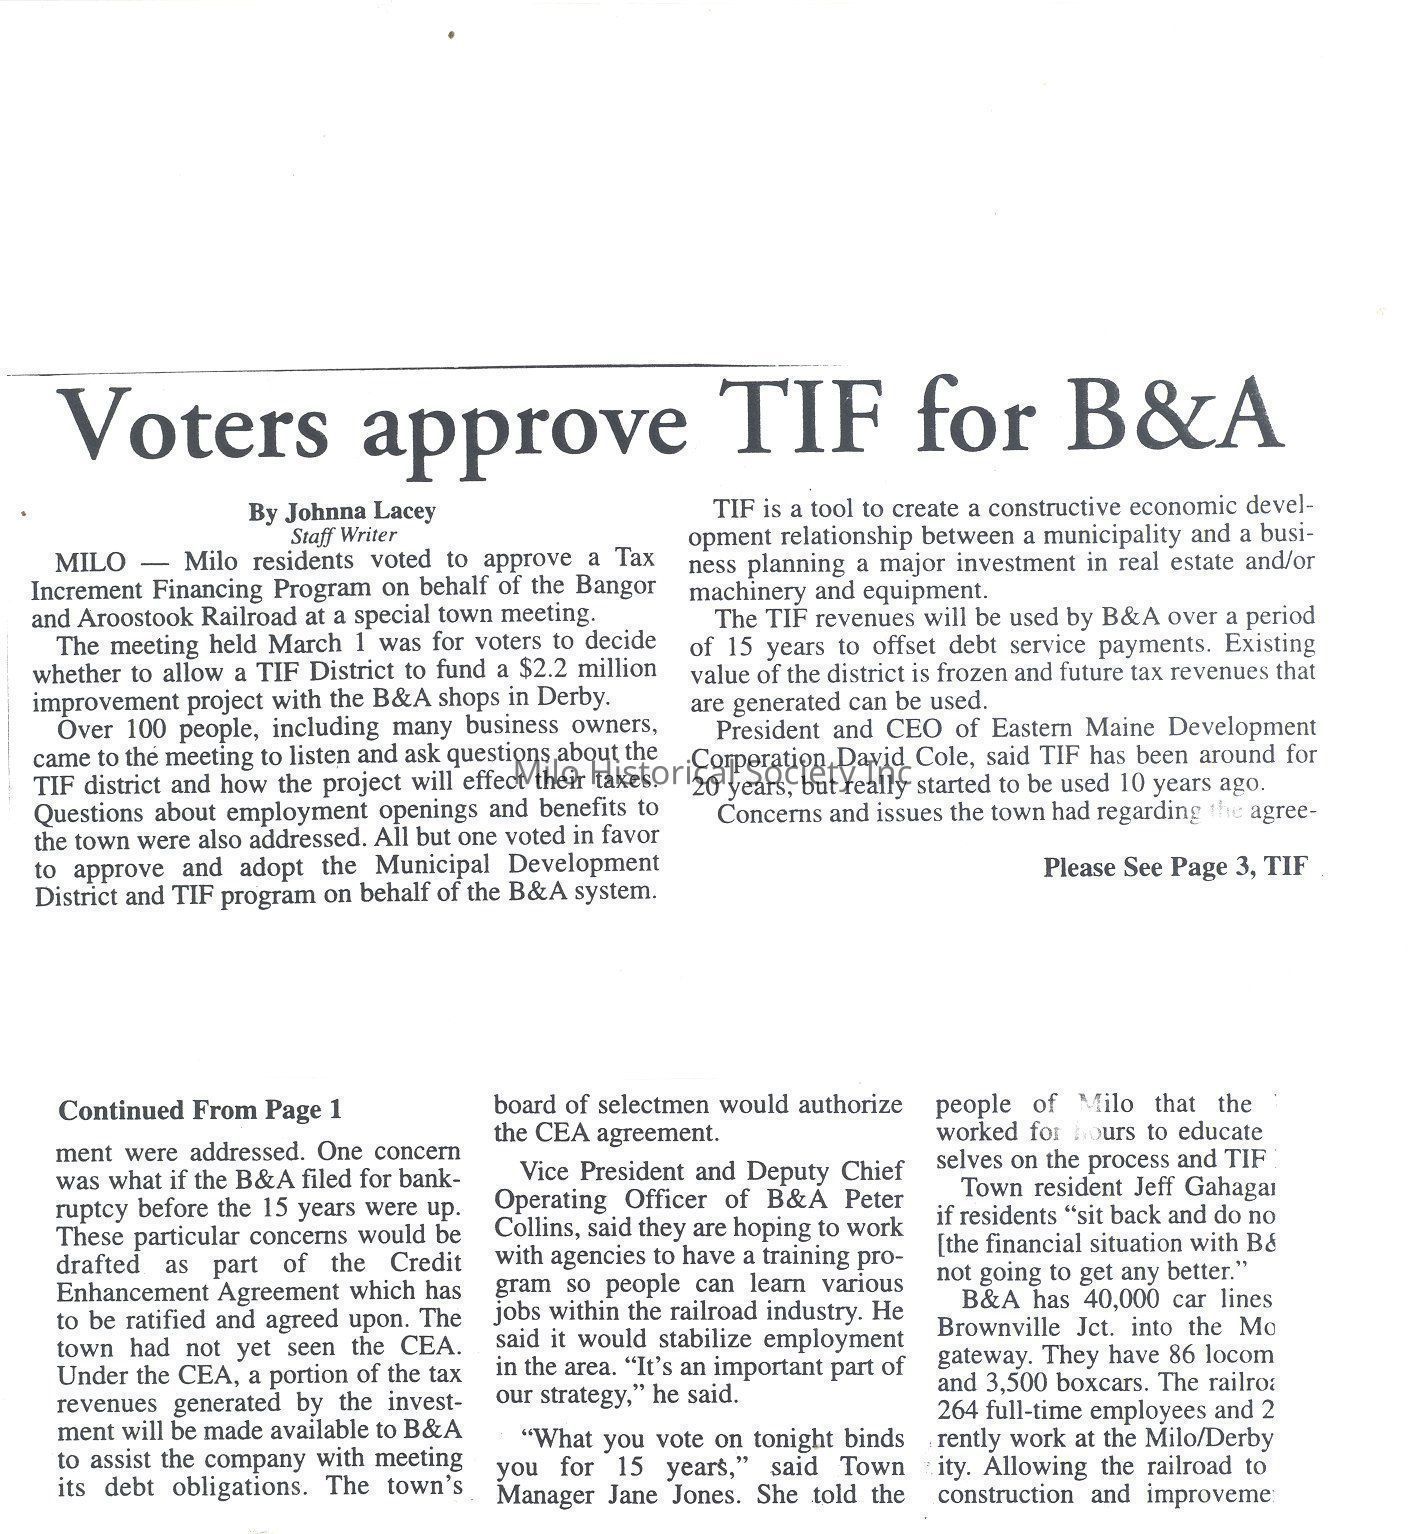 Voters approve TIF for B&A
By Johnna Lacey
Staff Writer
MILO — Milo residents voted to approve a Tax
Increment Financing Program on behalf of the Bangor
and Aroostook Railroad at a special town meeting.
The meeting held March 1 was for voters to decide
whether to allow a TIF District to fund a $2.2 million
improvement project with the B&A shops in Derby.
Over 100 people, including many business owners,
came to the meeting to listen and ask questions about the
TIF district and how the project will effect their taxes.
Questions about employment openings and benefits to
the town were also addressed. All but one voted in favor
to approve and adopt the Municipal Development
District and TIF program on behalf of the B&A system.
TIF is a tool to create a constructive economic devel-
opment relationship between a municipality and a busi-
ness planning a major investment in real estate and/or
machinery and equipment.
The TIF revenues will be used by B&A over a period
of 15 years to offset debt service payments. Existing
value of the district is frozen and future tax revenues that
are generated can be used.
President and CEO of Eastern Maine Development
Corporation David Cole, said TIF has been around for
20 years, but really started to be used 10 years ago.
Concerns and issues the town had regarding the agree-
Please See Page 3, TIF
Milo Historical Society Inc
Continued From Page 1
ment were addressed. One concern
was what if the B&A filed for bank-
ruptcy before the 15 years were up.
These particular concerns would be
drafted as part of the Credit
Enhancement Agreement which has
to be ratified and agreed upon. The
town had not yet seen the CEA.
Under the CEA, a portion of the tax
revenues generated by the invest-
ment will be made available to B&A
to assist the company with meeting
its debt obligations. The town's
board of selectmen would authorize
the CEA agreement.
Vice President and Deputy Chief
Operating Officer of B&A Peter
Collins, said they are hoping to work
with agencies to have a training pro-
gram so people can learn various
jobs within the railroad industry. He
said it would stabilize employment
in the area. “It's an important part of
our strategy,” he said.
“What you vote on tonight binds
you for 15 years,” said Town
Manager Jane Jones. She told the
people of Milo that the
worked for hours to educate
selves on the process and TIF
Town resident Jeff
if residents “sit back and do no
[the financial situation with
not going to get any better.”
B&A has 40,000 car lines
Brownville Jct. into the Mo
gateway. They have 86 locom
and 3,500 boxcars. The
264 full-time employees and 2
rently work at the Milo/Derby
ity. Allowing the railroad to
construction and improveme